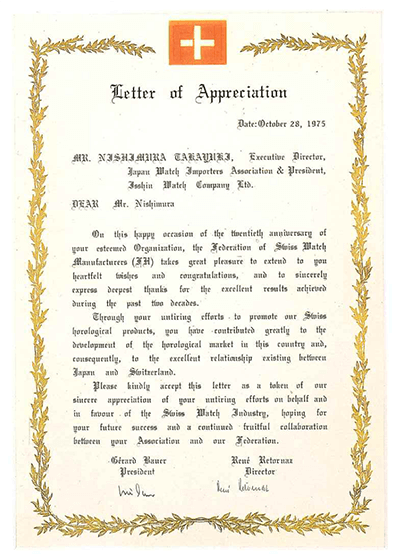 Letter of Appreciation
Date: October 28, 1975
MR. NISHIMURA TAKAYUKI, Executive Director,
Japan Watch Importers Association & President,
Isshin Watch Company Ltd.
DEAR Mr. Nishimura
On this happy occasion of the twentieth anniversary of
your esteemed Organization, the Federation of Swiss Watch
Manufacturers (FH) takes great pleasure to extend to you
heartfelt wishes and congratulations, and to sincerely
express deepest thanks for the excellent results achieved
during the past two decades.
Through your untiring efforts to promote our Swiss
horological products, you have contributed greatly to the
development of the horological market in this country and,
consequently, to the excellent relationship existing between
Japan and Switzerland.
Please kindly accept this letter as a token of our
sincere appreciation of your untiring efforts on behalf and
in favour of the Swiss Watch Industry, hoping for
your future success and a continued fruitful collaboration
between your Association and our Federation.
Gérard Bauer René Retornaz
President Director
René Retornaz